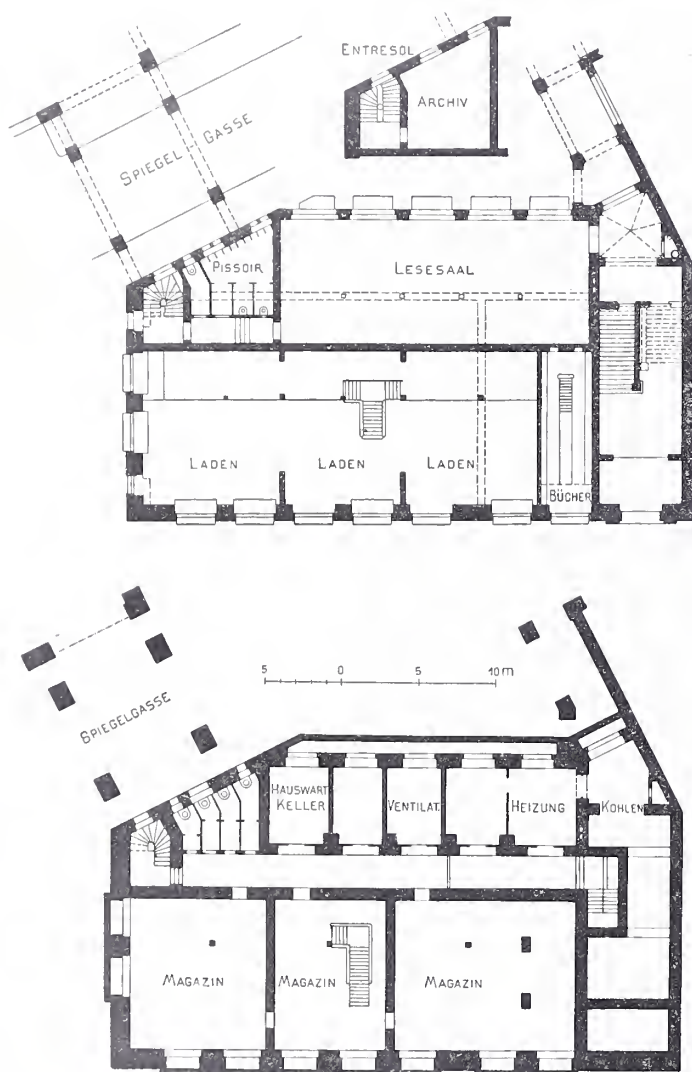 ENTRESOL
ARCHIV
SPIEGEL-GASSE
PISSOIR
LESESAAL
LADEN
LADEN
LADEN
BÜCHER
5 0 5 10 m
SPIEGELGASSE
HAUSWART
KELLER
VENTILAT.
HEIZUNG
KOHLEN
MAGAZIN
MAGAZIN
MAGAZIN